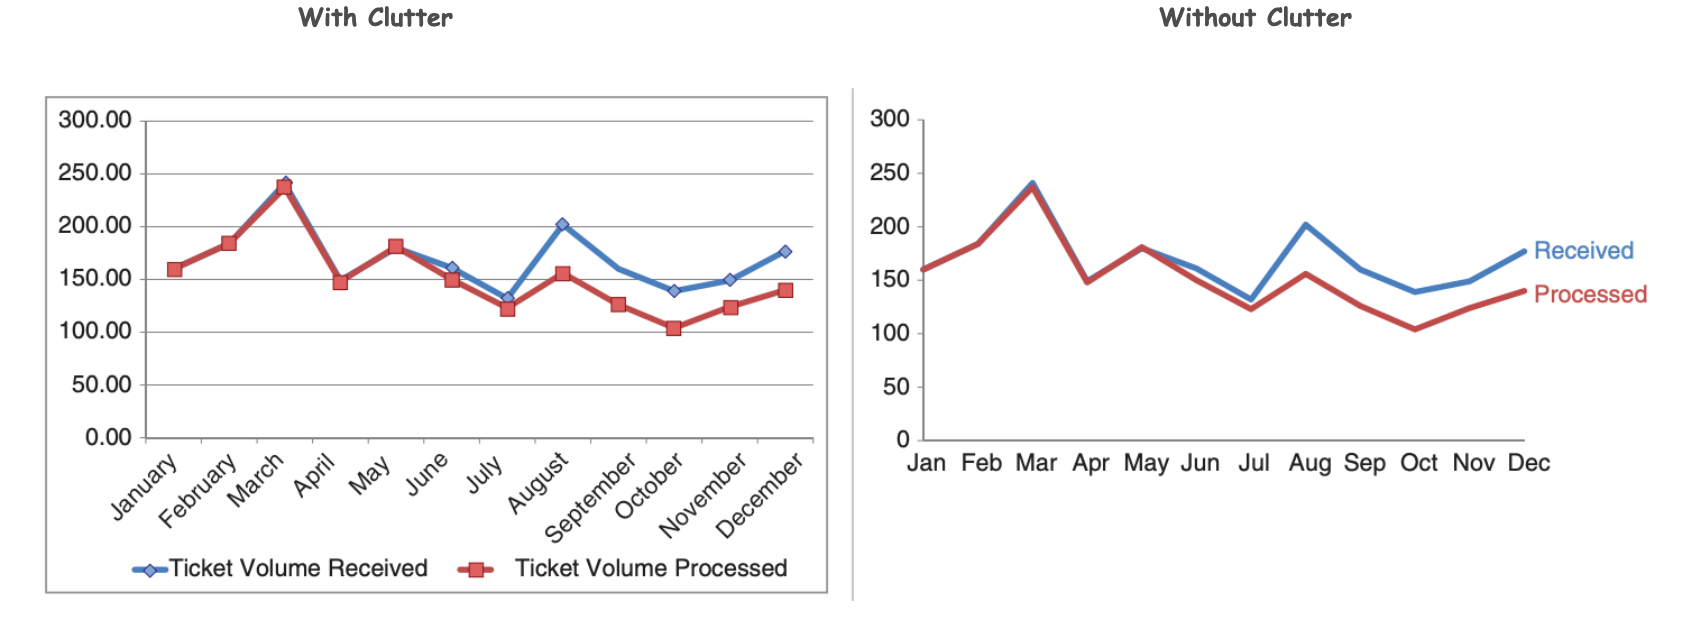 With Clutter
300.00
250.00
200.00
150.00
100.00
50.00
0.00
January February March April May June July August September October November December
Ticket Volume Received Ticket Volume Processed
Without Clutter
300
250
200
150
100
50
0
Received
Processed
Jan Feb Mar Apr May Jun Jul Aug Sep Oct Nov Dec